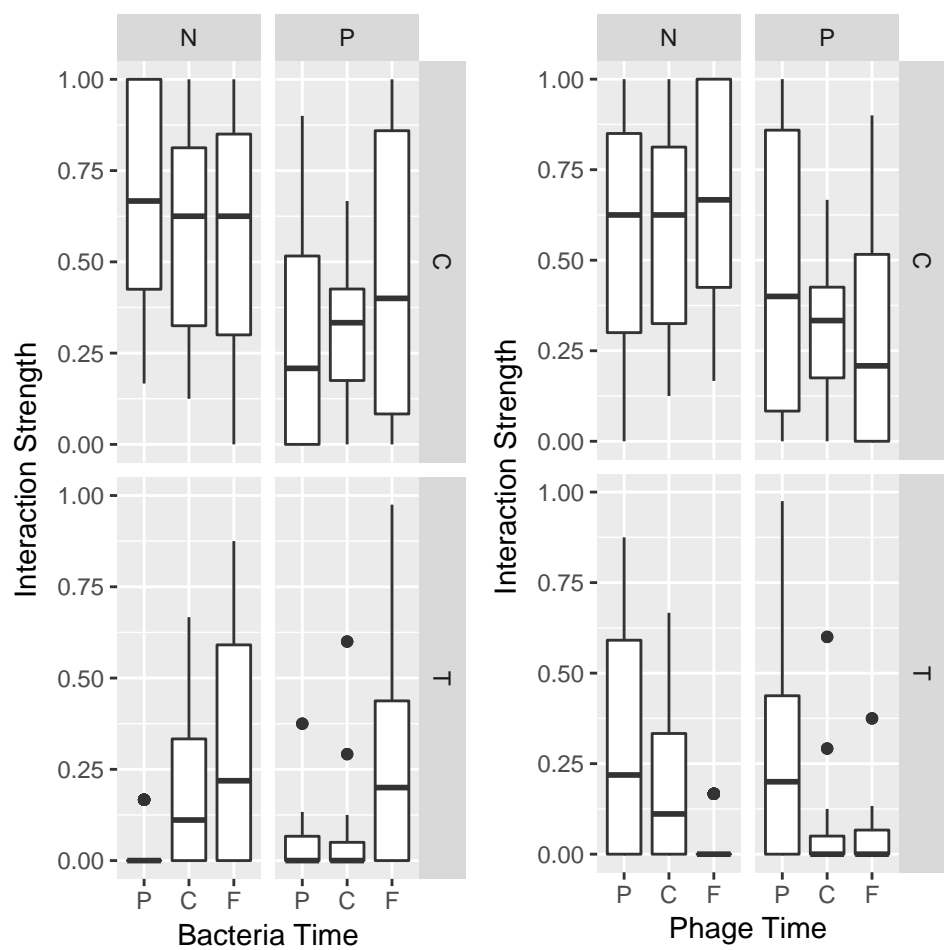 N P
1.00
0.75
0.50
0.25
0.00
C
1.00
0.75
0.50
0.25
0.00
T
Interaction Strength
P C F P C F
Bacteria Time
N P
1.00
0.75
0.50
0.25
0.00
C
1.00
0.75
0.50
0.25
0.00
T
Interaction Strength
P C F P C F
Phage Time